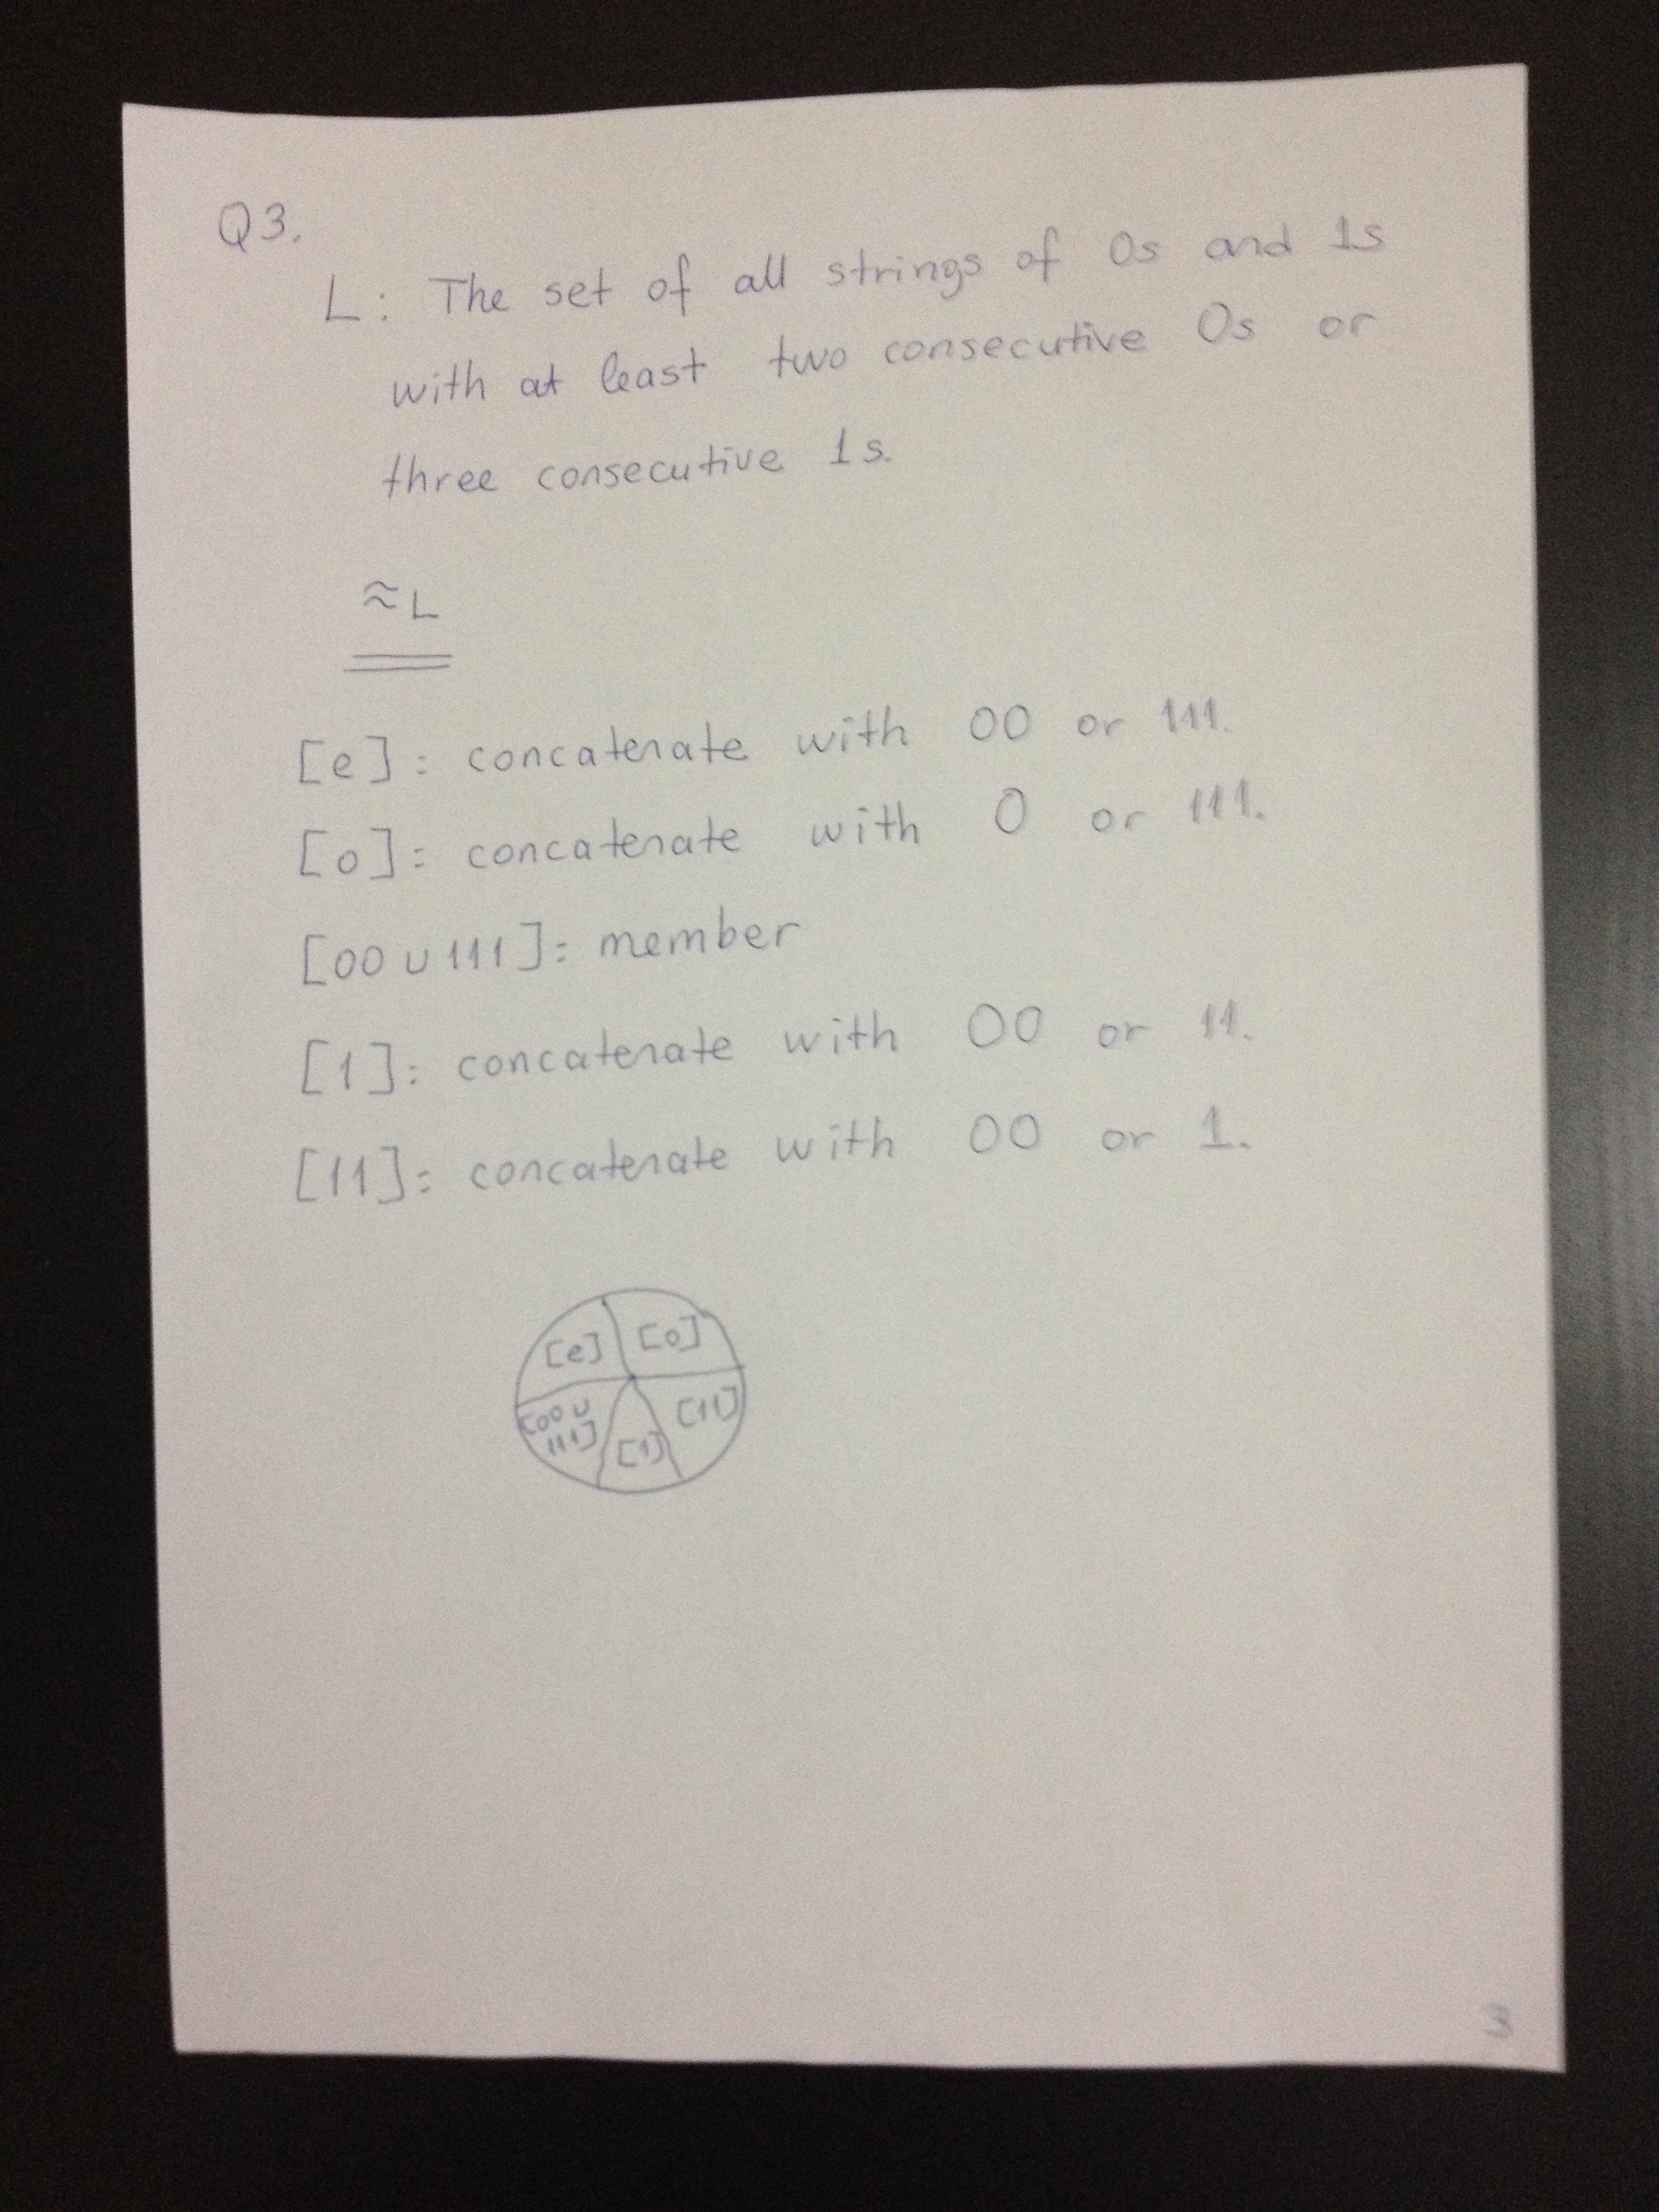 Q3.
L: The set of all strings of 0s and 1s
with at least two consecutive 0s or
three consecutive 1s.
≈L
[e]: concatenate with 00 or 111.
[0]: concatenate with 0 or 111.
[00 ∪ 111]: member
[1]: concatenate with 00 or 11.
[11]: concatenate with 00 or 1.
[e] [0]
[00 ∪ [11]
111] [1]
3